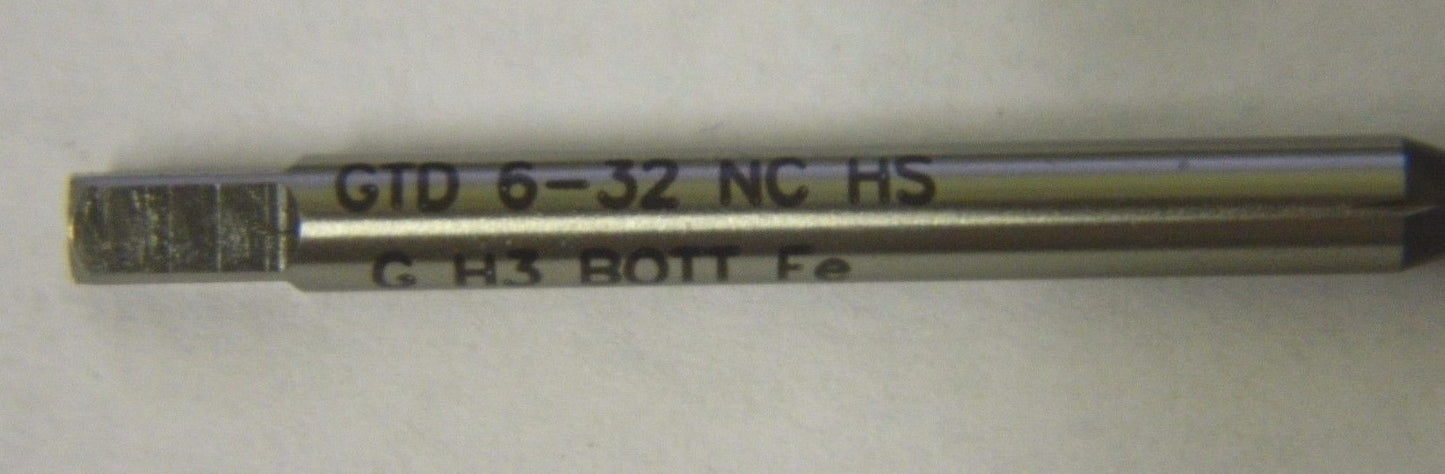 GTD 6-32 NC HS
G H3 BOTT Fe